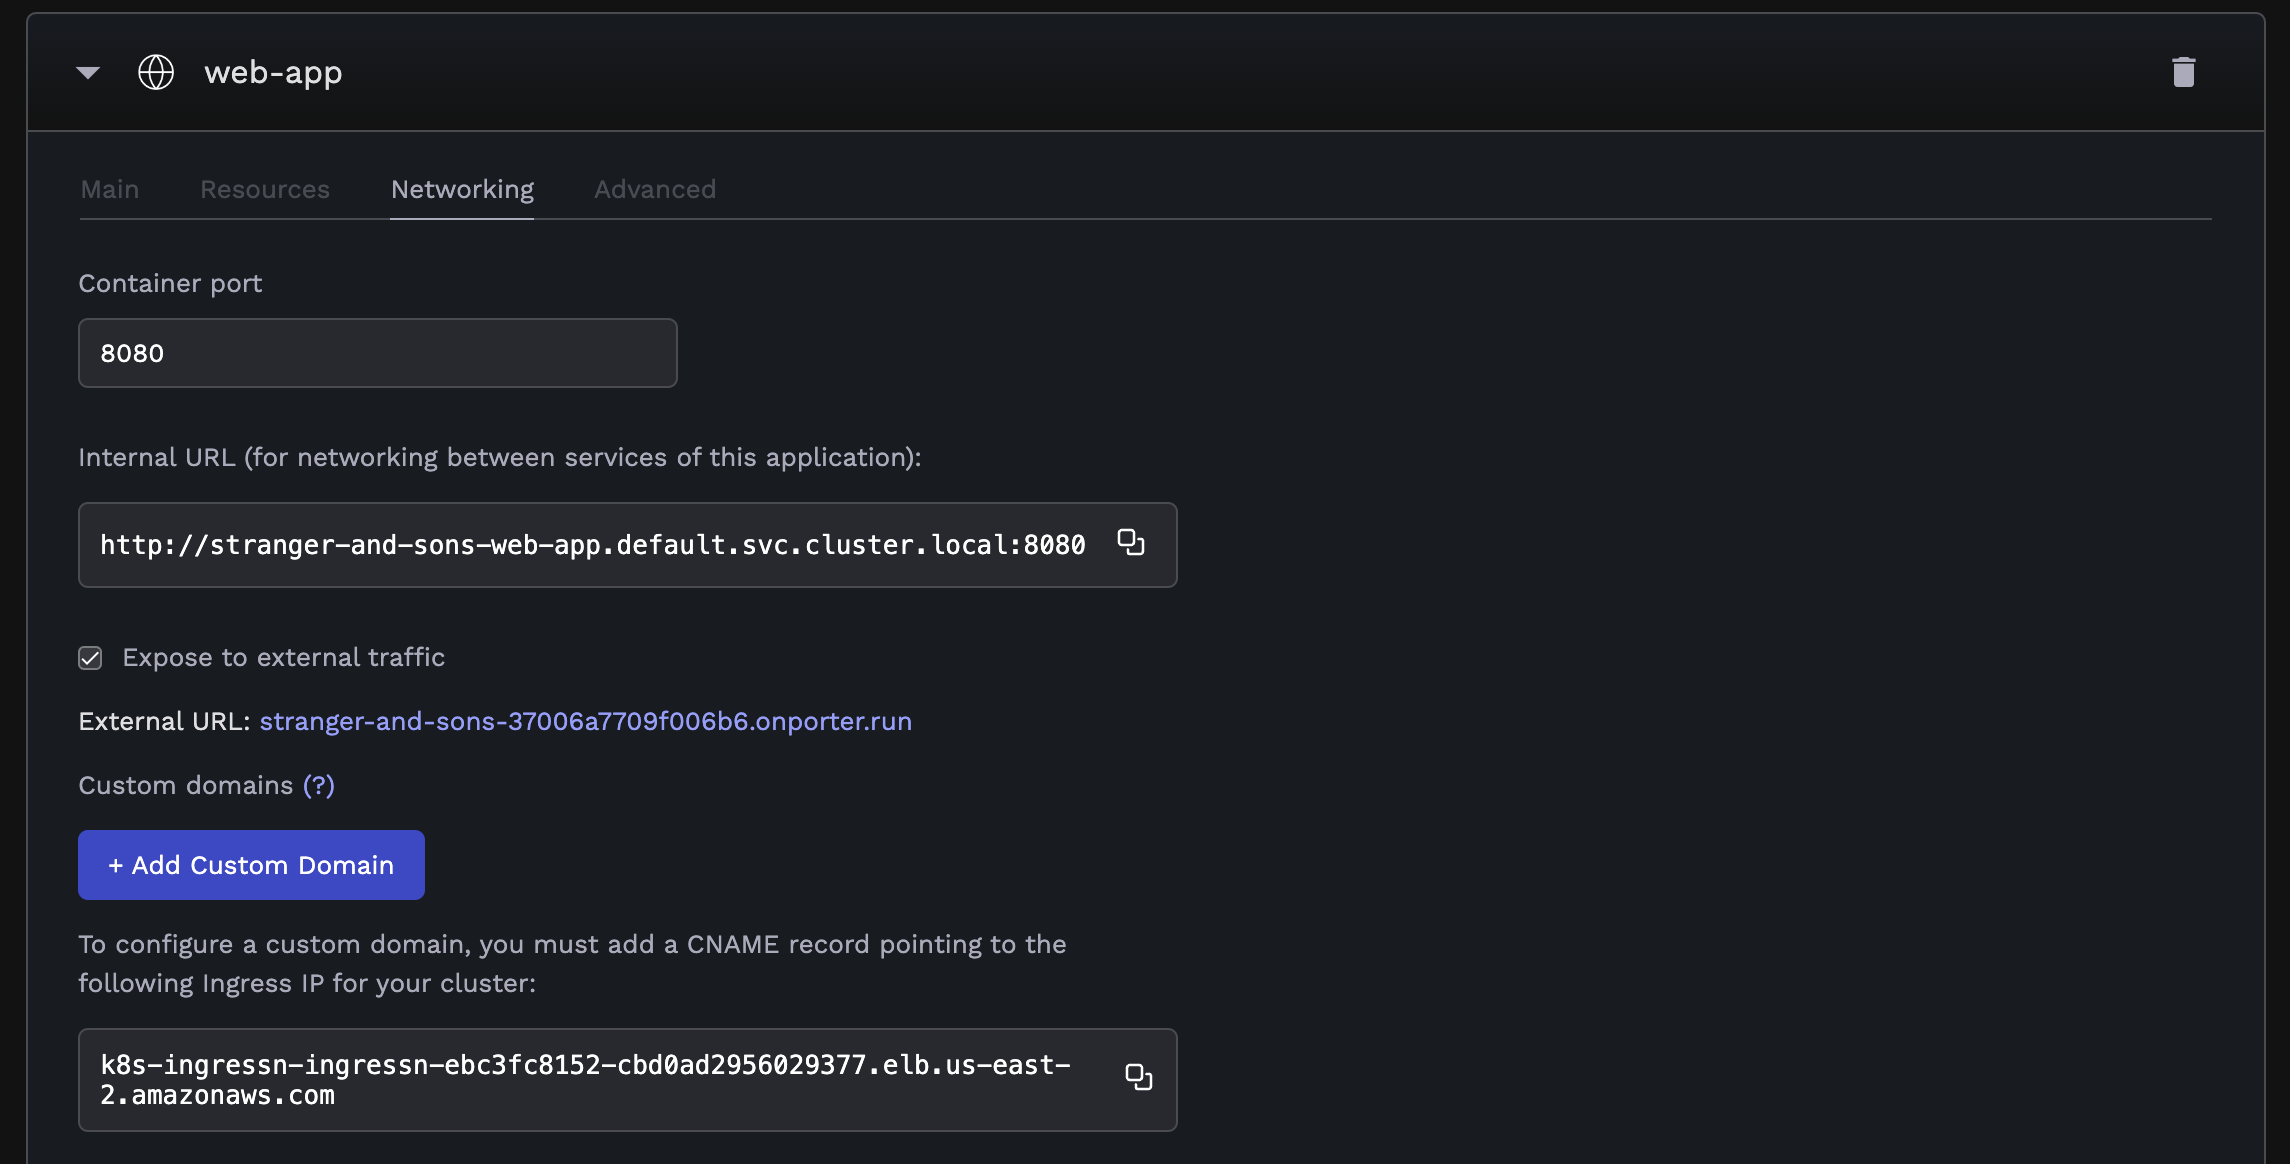 web-app
Main Resources Networking Advanced
Container port
8080
Internal URL (for networking between services of this application):
http://stranger-and-sons-web-app.default.svc.cluster.local:8080
Expose to external traffic
External URL: stranger-and-sons-37006a7709f006b6.onporter.run
Custom domains (?)
+ Add Custom Domain
To configure a custom domain, you must add a CNAME record pointing to the
following Ingress IP for your cluster:
k8s-ingressn-ingressn-ebc3fc8152-cbd0ad2956029377.elb.us-east-
2.amazonaws.com